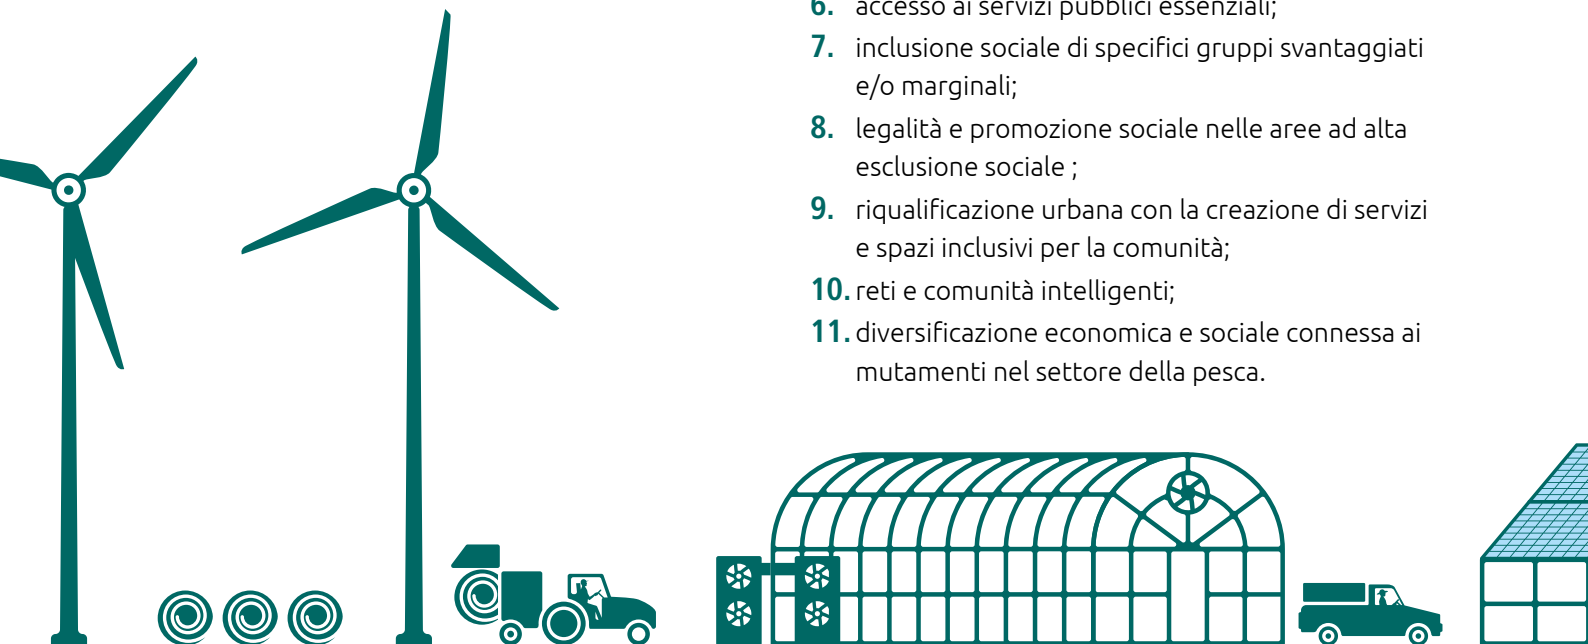 6. accesso ai servizi pubblici essenziali;
7. inclusione sociale di specifici gruppi svantaggiati
e/o marginali;
8. legalità e promozione sociale nelle aree ad alta
esclusione sociale ;
9. riqualificazione urbana con la creazione di servizi
e spazi inclusivi per la comunità;
10. reti e comunità intelligenti;
11. diversificazione economica e sociale connessa ai
mutamenti nel settore della pesca.